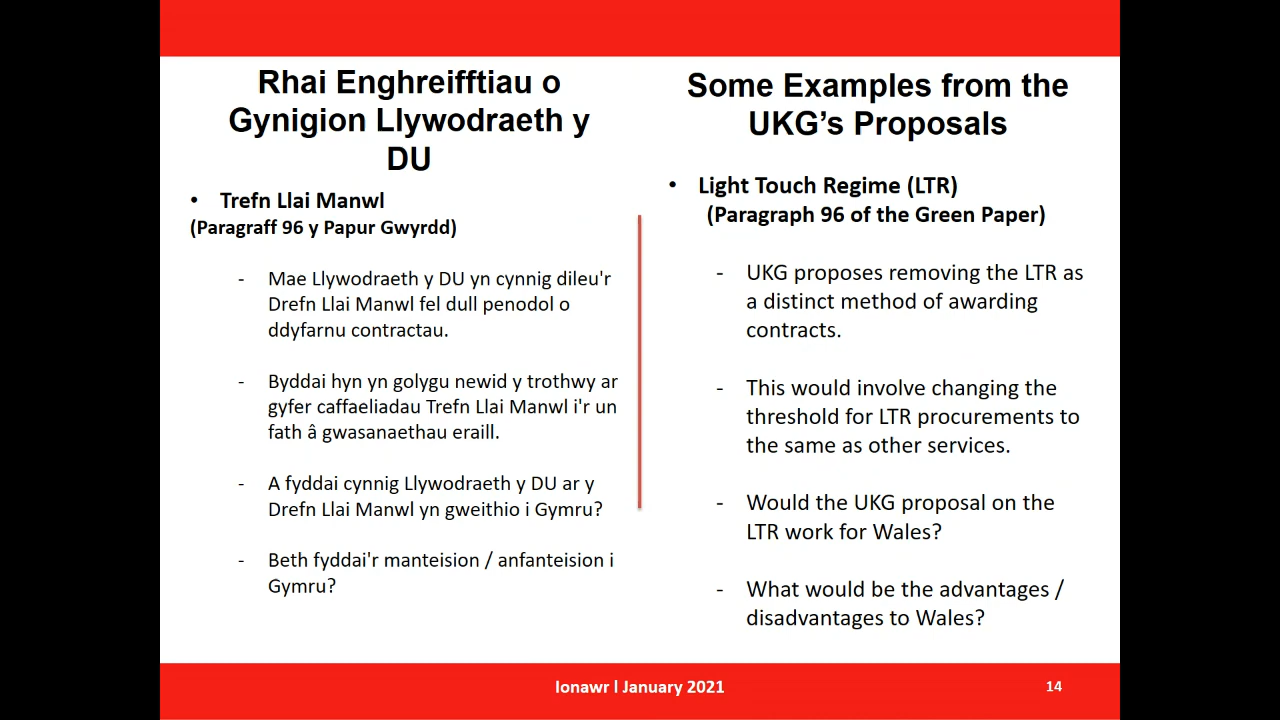 Rhai Enghreifftiau o
Gynigion Llywodraeth y
DU
• Trefn Llai Manwl
(Paragraff 96 y Papur Gwyrdd)
- Mae Llywodraeth y DU yn cynnig dileu'r
Drefn Llai Manwl fel dull penodol o
ddyfarnu contractau.
- Byddai hyn yn golygu newid y trothwy ar
gyfer caffaeliadau Trefn Llai Manwl i'r un
fath â gwasanaethau eraill.
- A fyddai cynnig Llywodraeth y DU ar y
Drefn Llai Manwl yn gweithio i Gymru?
- Beth fyddai'r manteision / anfanteision i
Gymru?
Some Examples from the
UKG’s Proposals
• Light Touch Regime (LTR)
(Paragraph 96 of the Green Paper)
- UKG proposes removing the LTR as
a distinct method of awarding
contracts.
- This would involve changing the
threshold for LTR procurements to
the same as other services.
- Would the UKG proposal on the
LTR work for Wales?
- What would be the advantages /
disadvantages to Wales?
Ionawr l January 2021
14